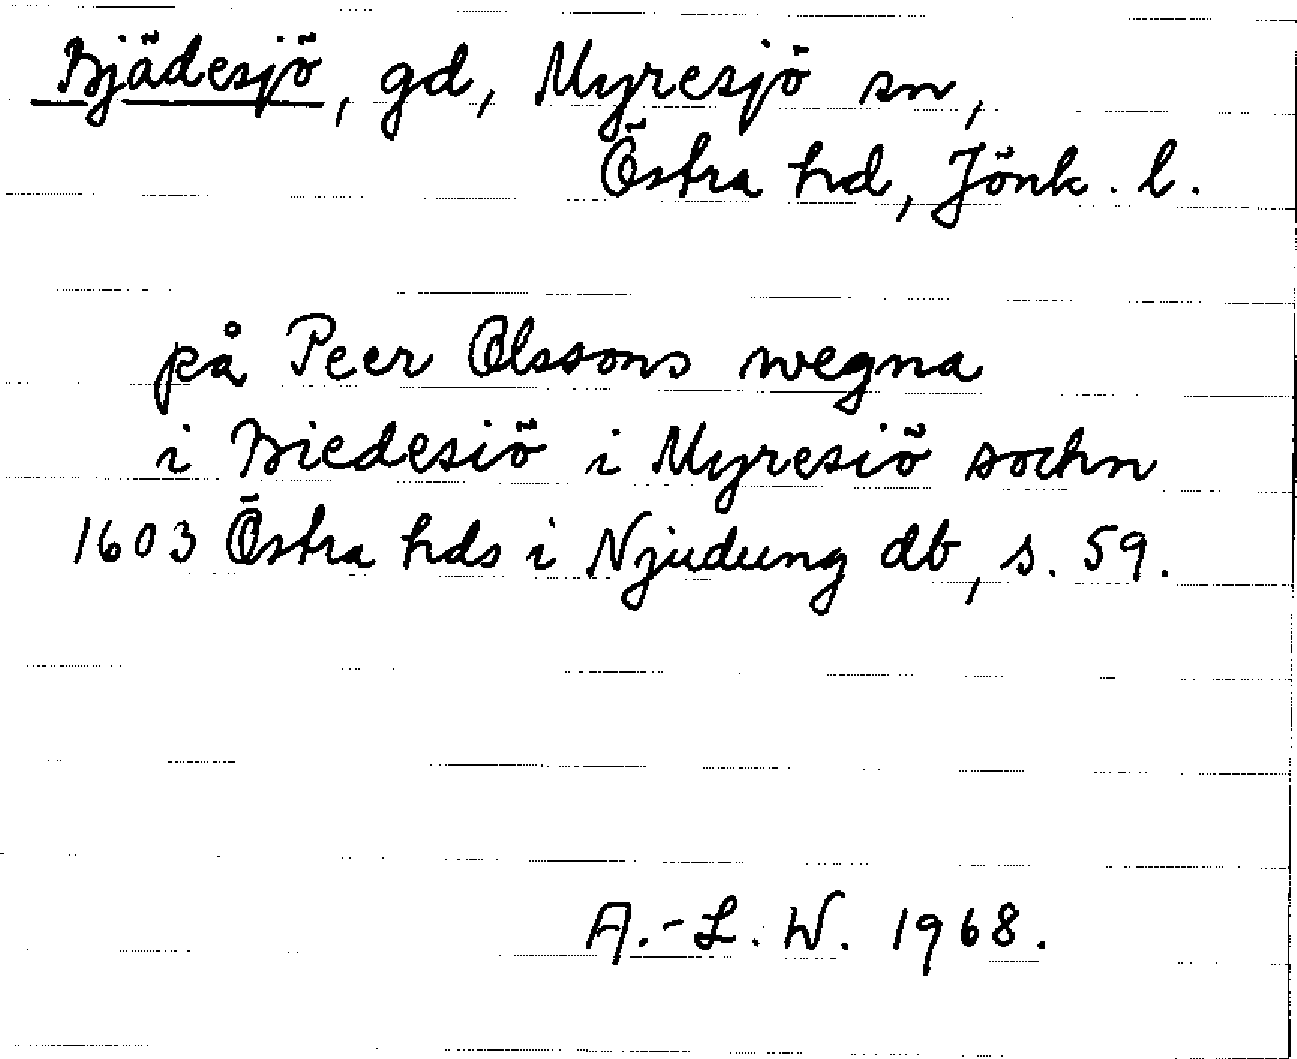 Bjädesjö, gd, Myresjö sn,
Östra hd, Jönk. l.
på Peer Olssons wegna
i Biedesiö i Myresiö sochn
1603 Östra hds i Njudung db, s. 59.
A.-L. W. 1968.